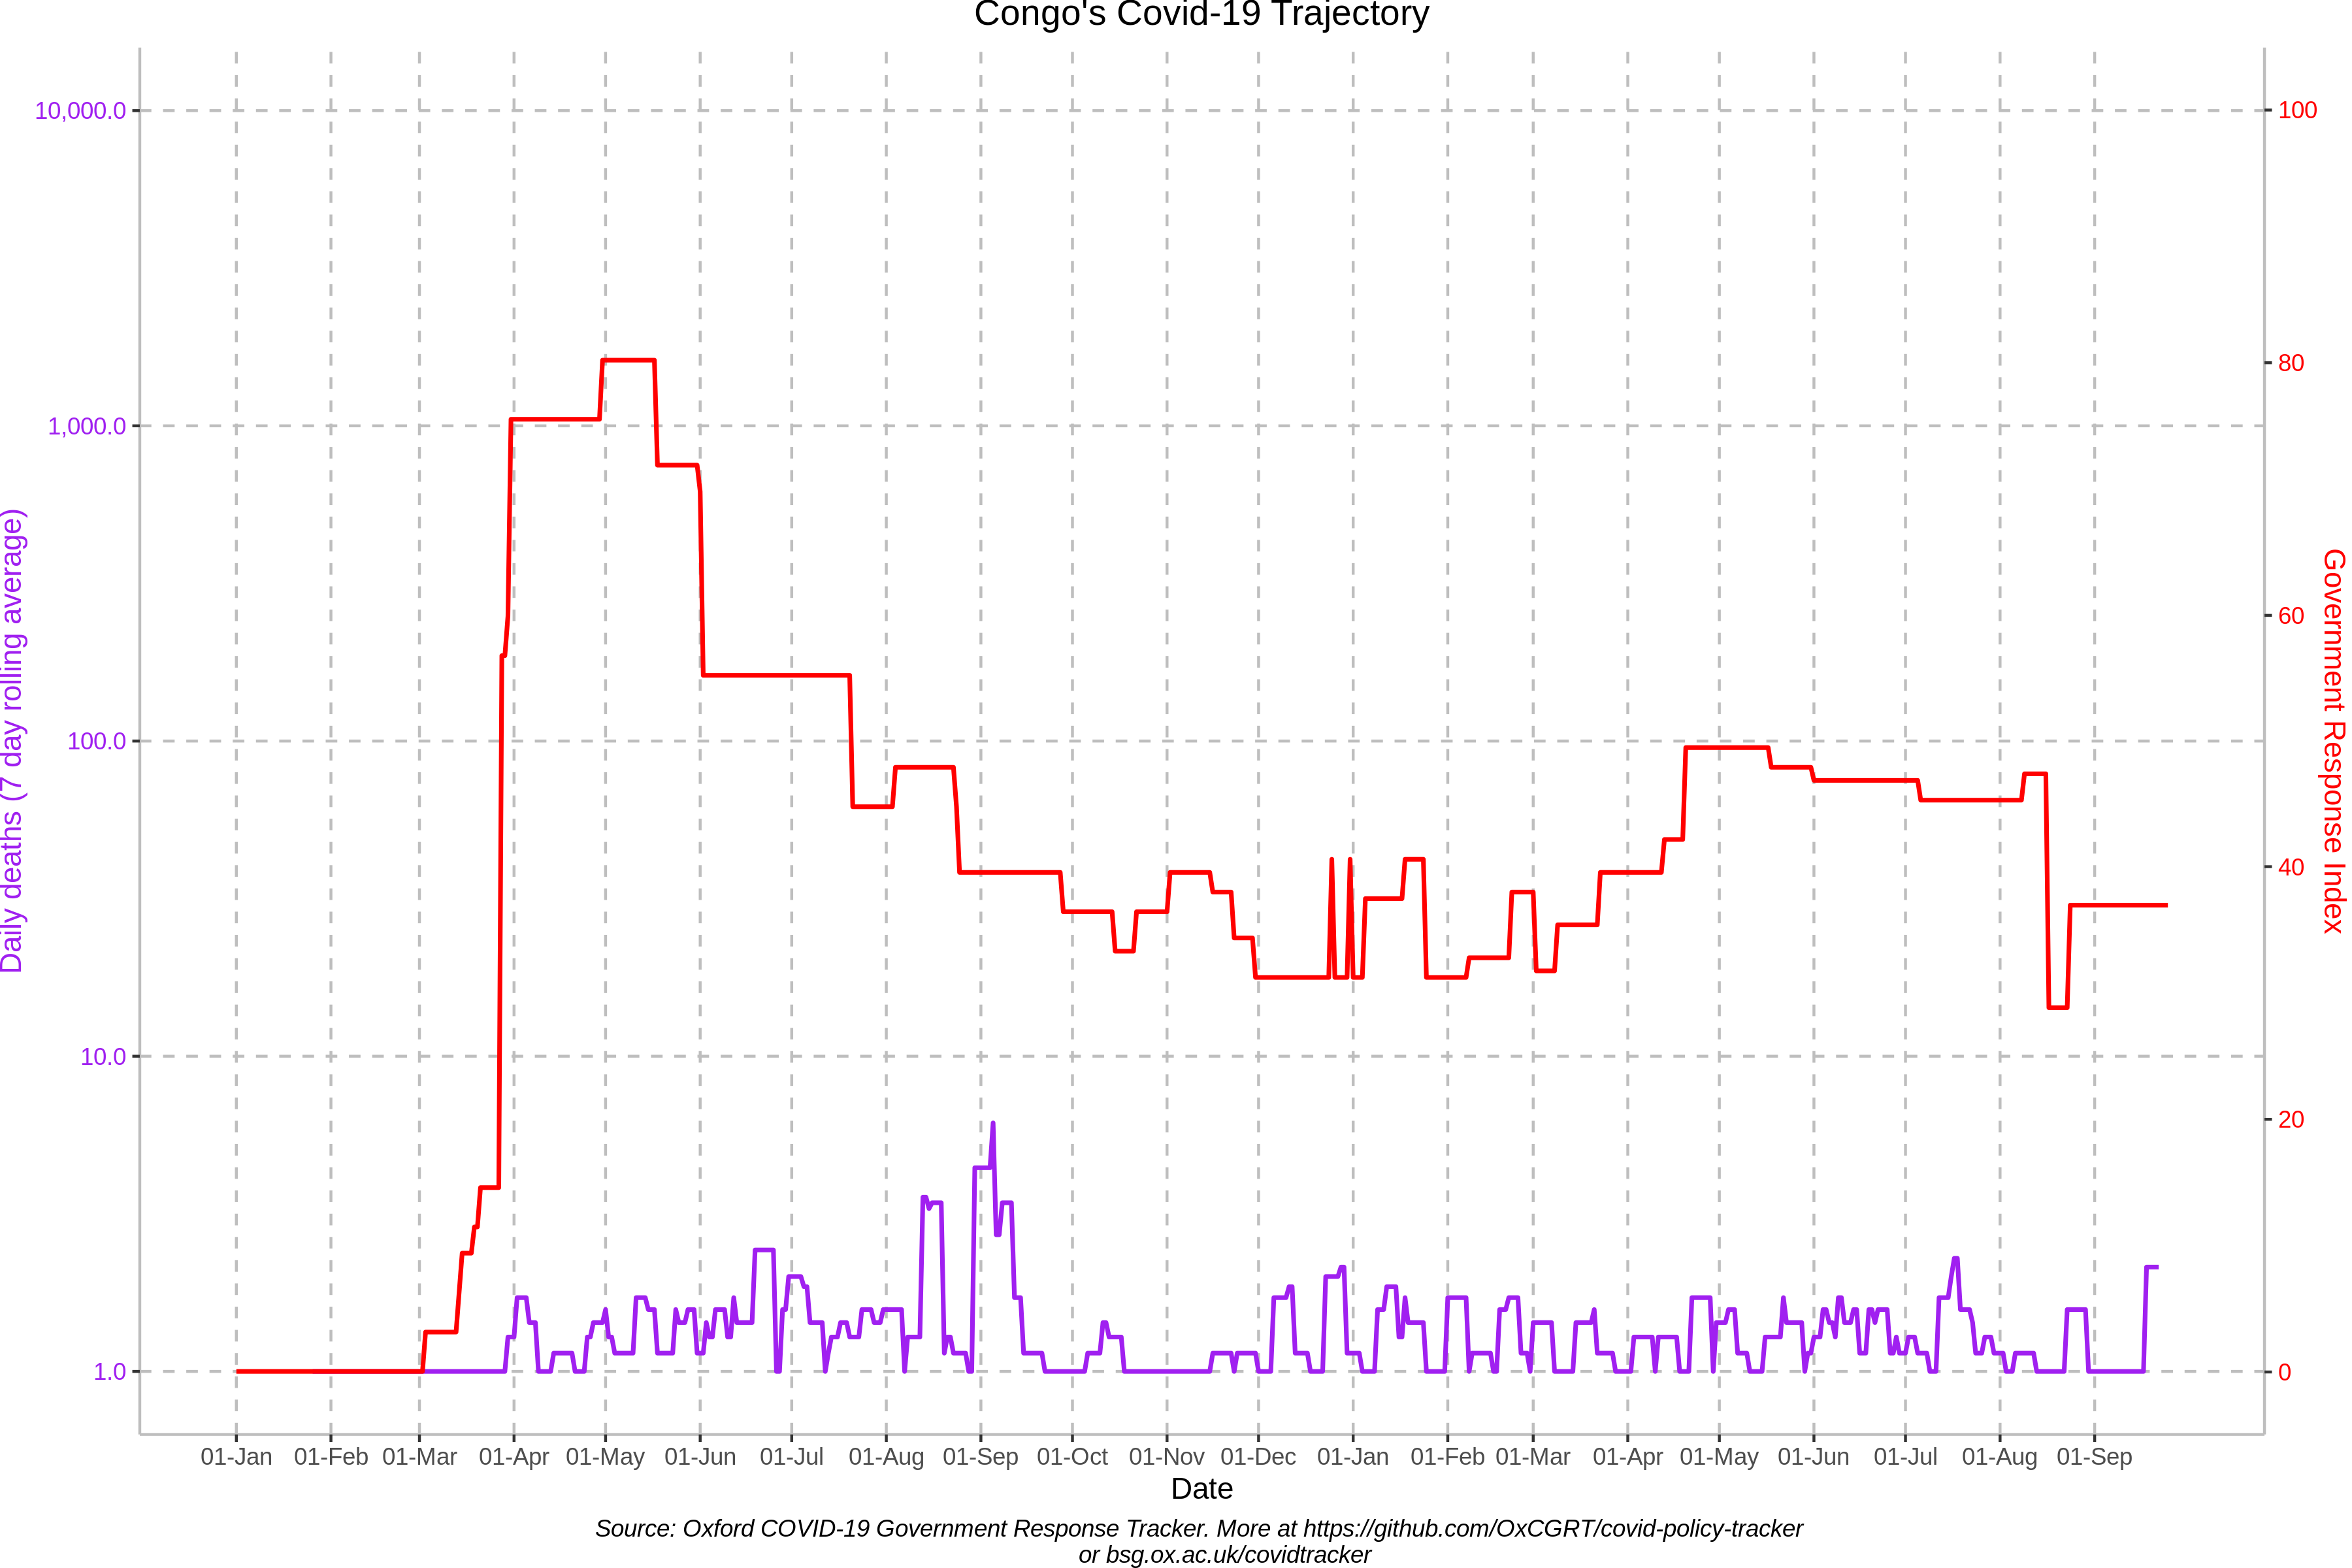 Congo's Covid-19 Trajectory
10,000.0
1,000.0
100.0
10.0
1.0
Daily deaths (7 day rolling average)
100
80
60
40
20
0
Government Response Index
01-Jan 01-Feb 01-Mar 01-Apr 01-May 01-Jun 01-Jul 01-Aug 01-Sep 01-Oct 01-Nov 01-Dec 01-Jan 01-Feb 01-Mar 01-Apr 01-May 01-Jun 01-Jul 01-Aug 01-Sep
Date
Source: Oxford COVID-19 Government Response Tracker. More at https://github.com/OxCGRT/covid-policy-tracker
or bsg.ox.ac.uk/covidtracker